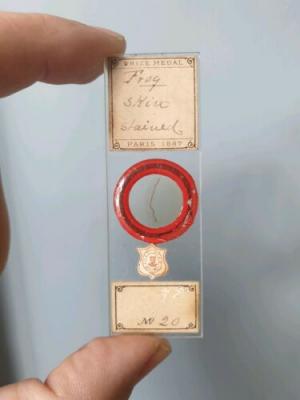 PRIZE MEDAL
Frog
skin
stained
PARIS 1867
No 20